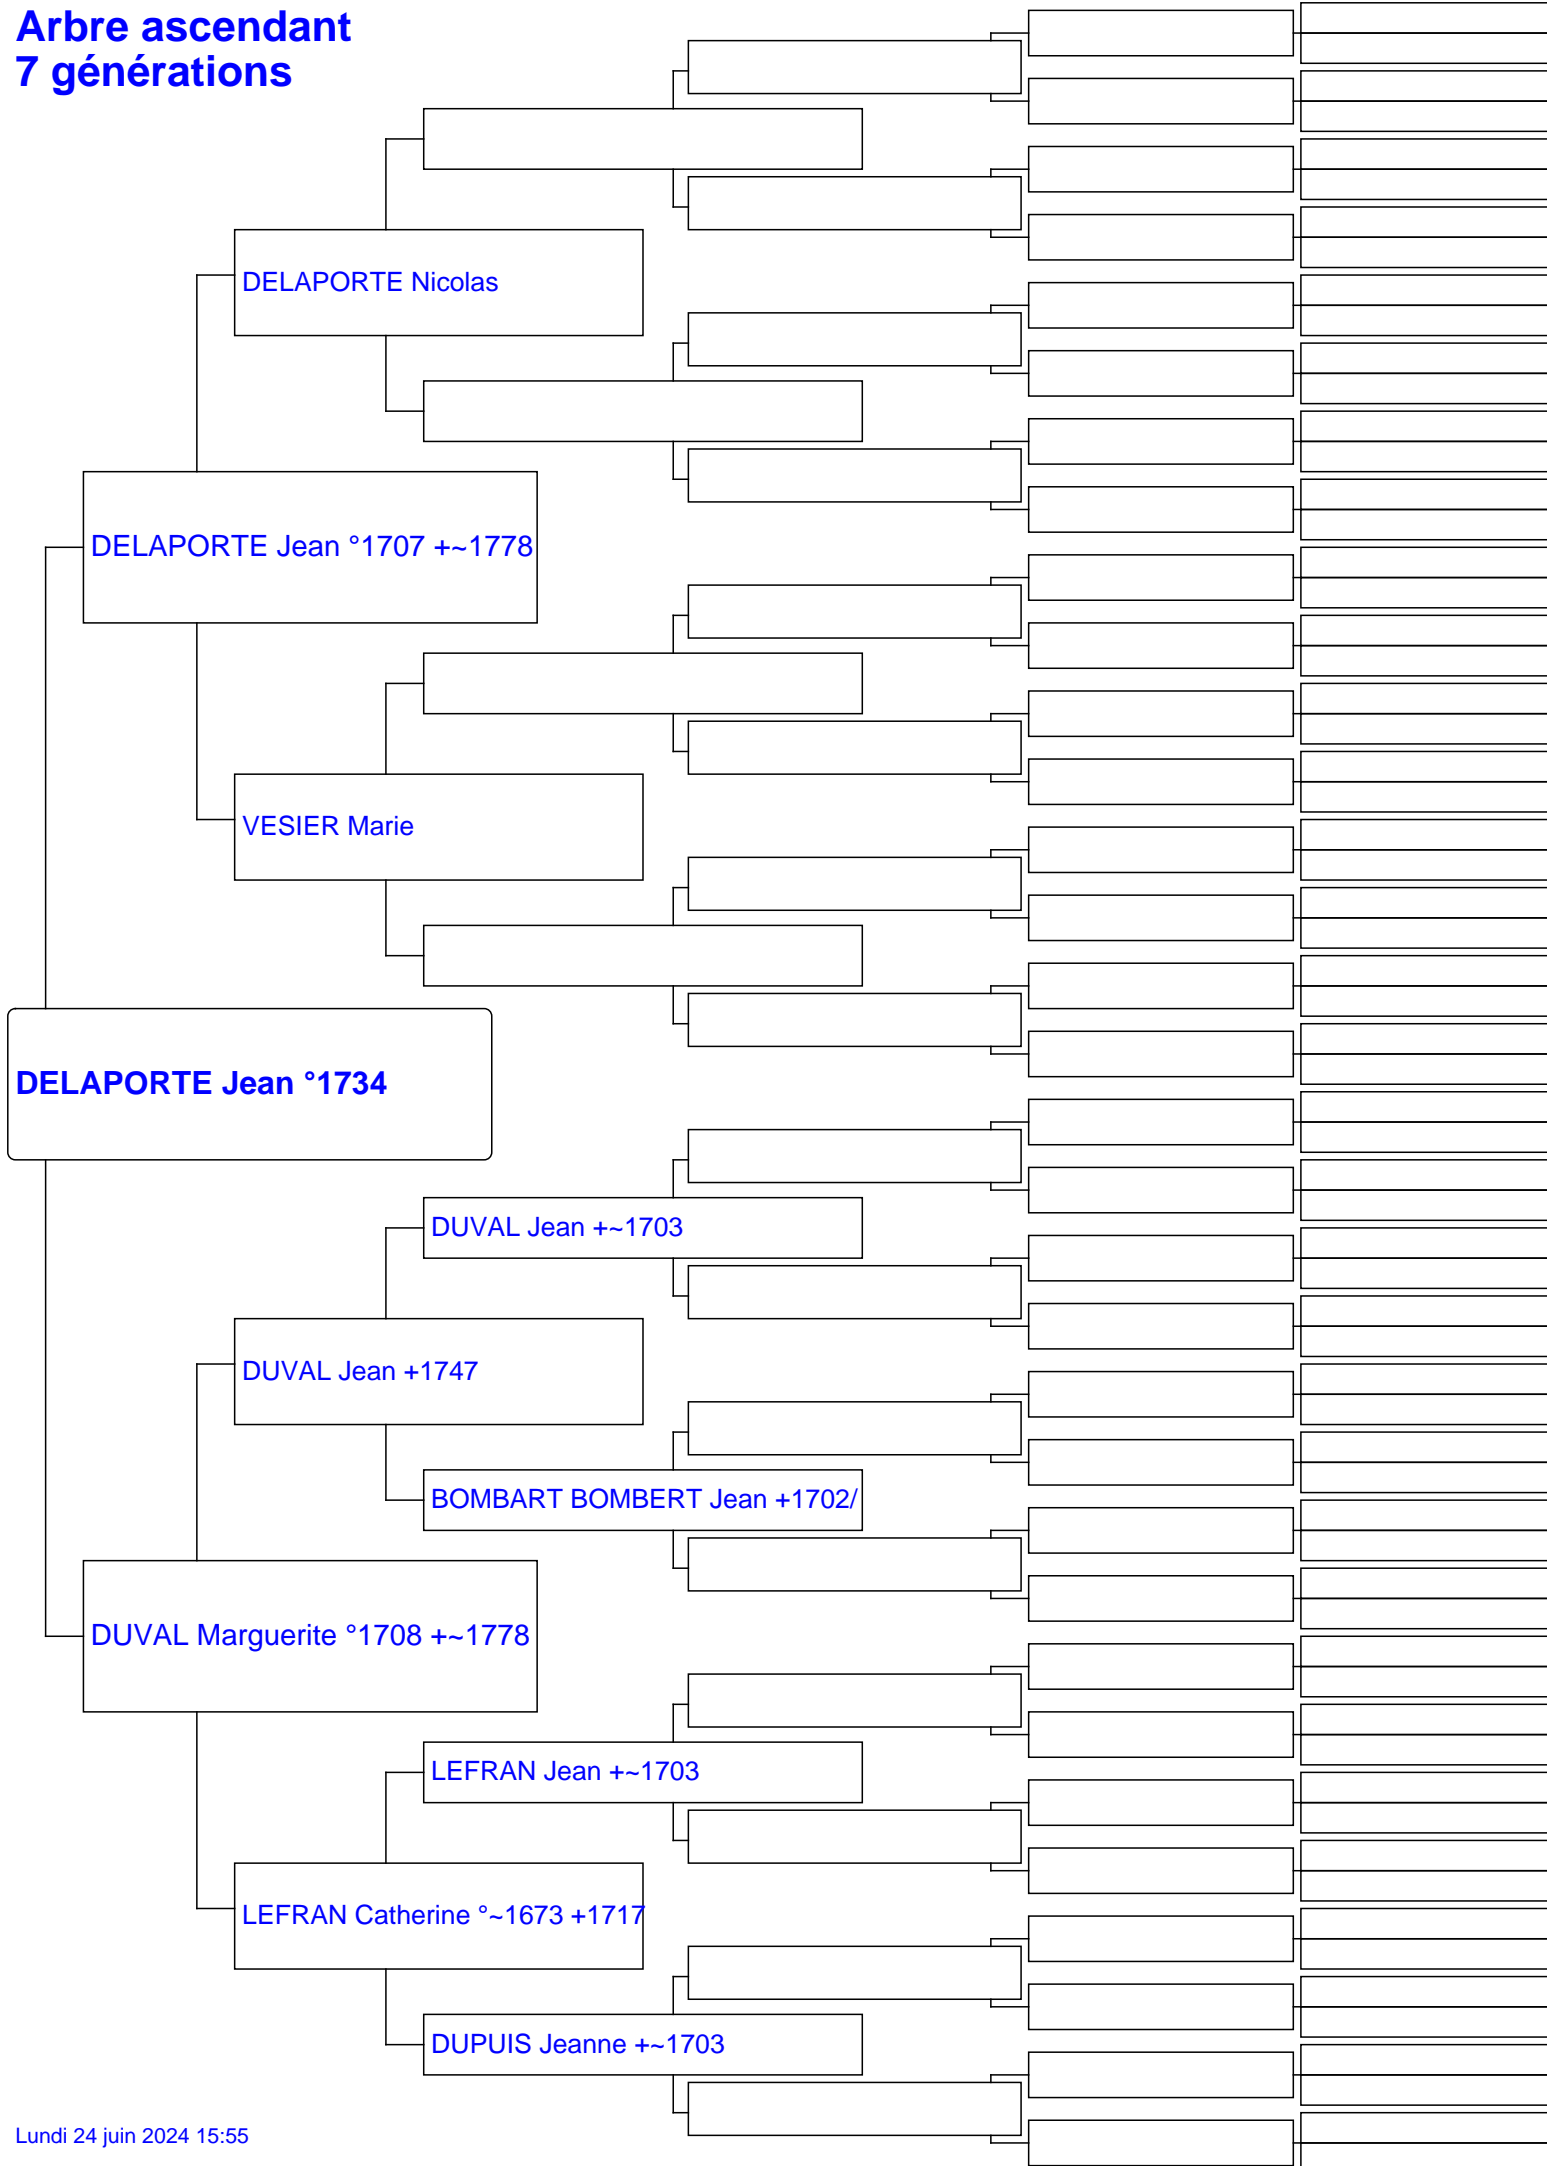 Arbre ascendant
7 générations
DELAPORTE Nicolas
DELAPORTE Jean °1707 +~1778
VESIER Marie
DELAPORTE Jean °1734
DUVAL Jean +~1703
DUVAL Jean +1747
BOMBART BOMBERT Jean +1702/
DUVAL Marguerite °1708 +~1778
LEFRAN Jean +~1703
LEFRAN Catherine °~1673 +1717
DUPUIS Jeanne +~1703
Lundi 24 juin 2024 15:55